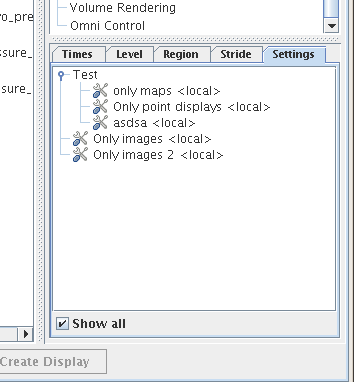 Volume Rendering
o_pre
Omni Control
ssure_
Times Level Region Stride Settings
Test
ssure_
only maps <local>
Only point displays <local>
asdsa <local>
Only images <local>
Only images 2 <local>
Show all
Create Display